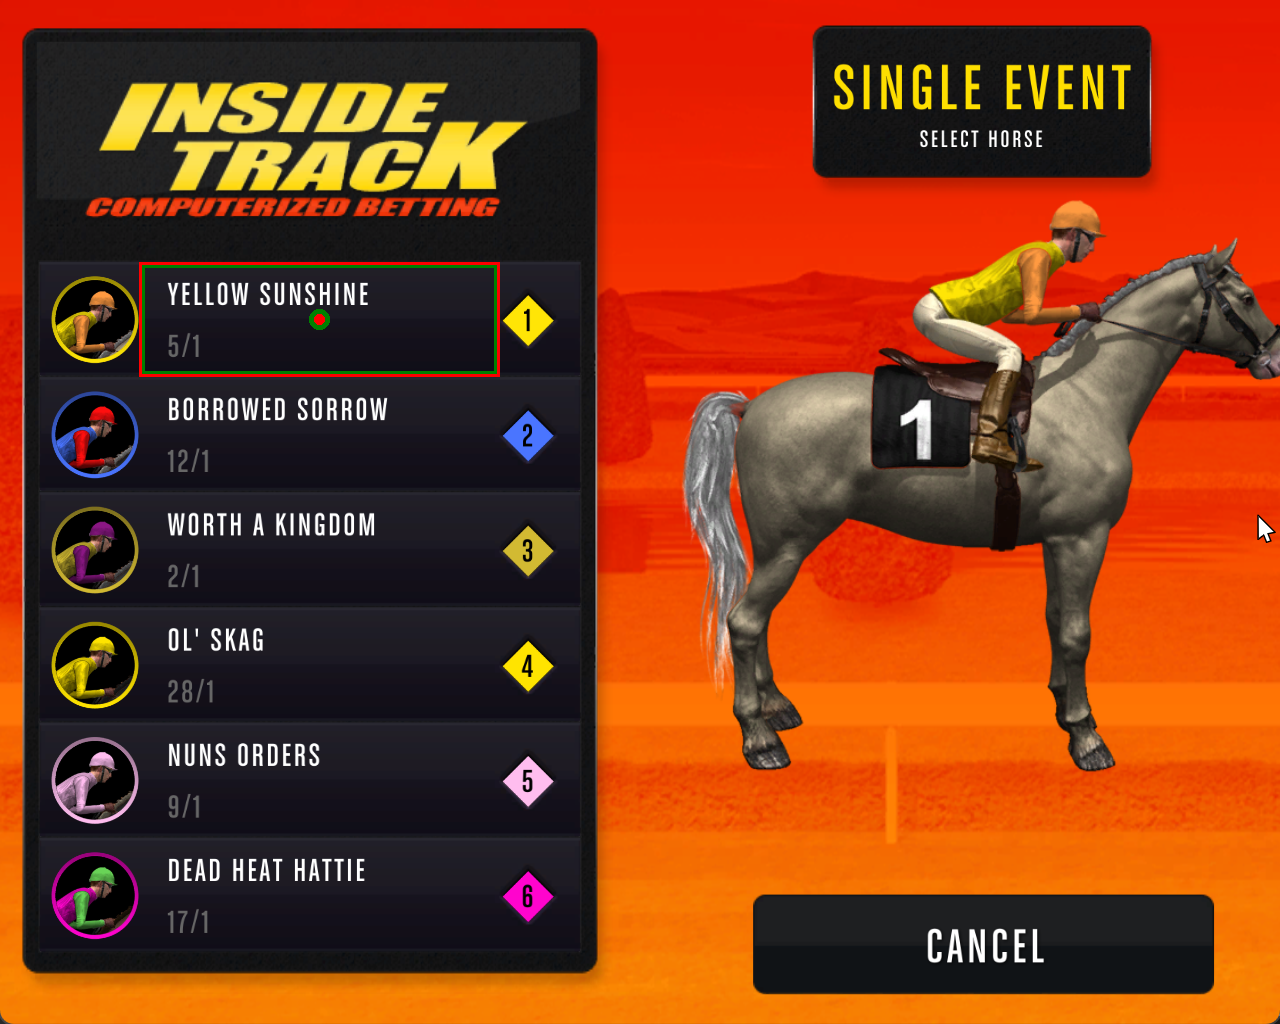 INSIDE
TRACK
COMPUTERIZED BETTING
YELLOW SUNSHINE
5/1
1
BORROWED SORROW
12/1
2
WORTH A KINGDOM
2/1
3
OL' SKAG
28/1
4
NUNS ORDERS
9/1
5
DEAD HEAT HATTIE
17/1
6
SINGLE EVENT
SELECT HORSE
1
CANCEL